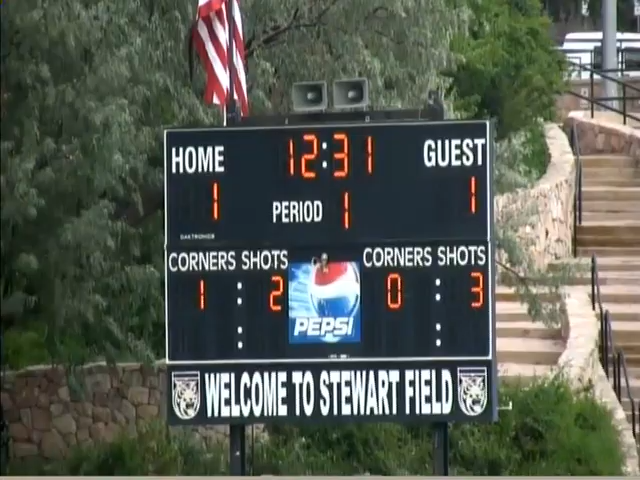 HOME 12:31 GUEST
1 PERIOD 1 1
DAKTRONICS
CORNERS SHOTS CORNERS SHOTS
1 : 2 0 : 3
PEPSI
WELCOME TO STEWART FIELD